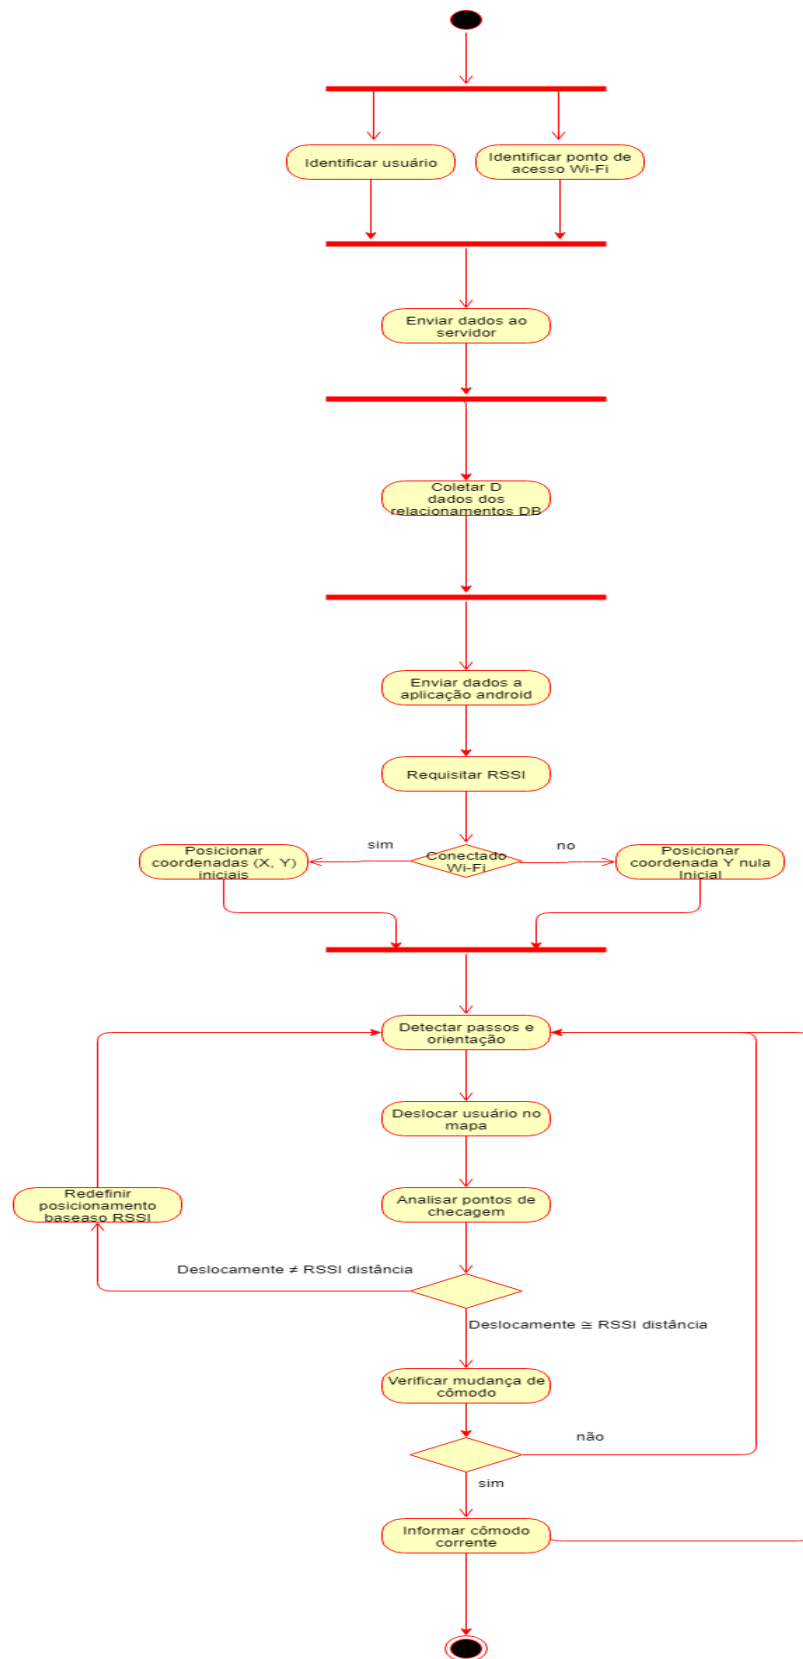 Identificar usuário
Identificar ponto de
acesso Wi-Fi
Enviar dados ao
servidor
Coletar D
dados dos
relacionamentos DB
Enviar dados a
aplicação android
Requisitar RSSI
sim
no
Posicionar
coordenadas (X, Y)
iniciais
Conectado
Wi-Fi
Posicionar
coordenada Y nula
Inicial
Detectar passos e
orientação
Deslocar usuário no
mapa
Redefinir
posicionamento
baseaso RSSI
Analisar pontos de
checagem
Deslocamente ≠ RSSI distância
Deslocamente ≅ RSSI distância
Verificar mudança de
cômodo
não
sim
Informar cômodo
corrente